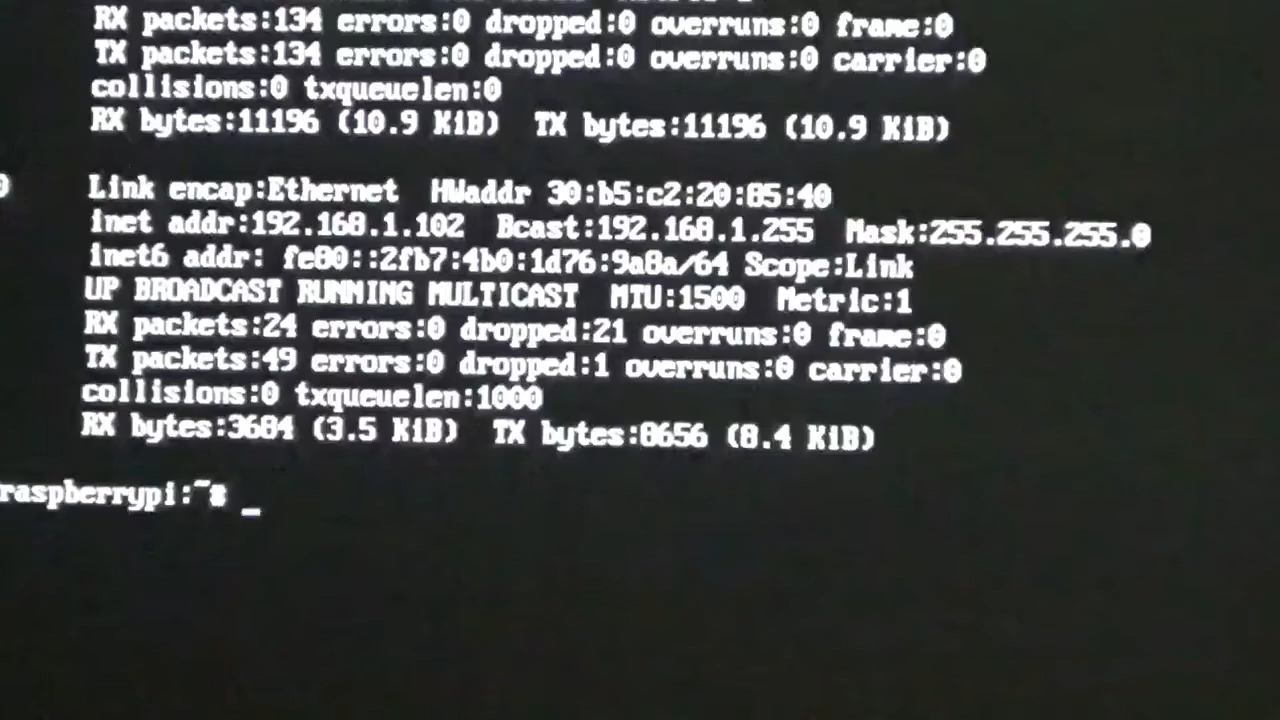 RX packets:134 errors:0 dropped:0 overruns:0 frame:0
TX packets:134 errors:0 dropped:0 overruns:0 carrier:0
collisions:0 txqueuelen:0
RX bytes:11196 (10.9 KiB)  TX bytes:11196 (10.9 KiB)
0 Link encap:Ethernet  HWaddr 30:b5:c2:20:85:40
inet addr:192.168.1.102  Bcast:192.168.1.255  Mask:255.255.255.0
inet6 addr: fe80::2fb7:4b0:1d76:9a8a/64 Scope:Link
UP BROADCAST RUNNING MULTICAST  MTU:1500  Metric:1
RX packets:24 errors:0 dropped:21 overruns:0 frame:0
TX packets:49 errors:0 dropped:1 overruns:0 carrier:0
collisions:0 txqueuelen:1000
RX bytes:3684 (3.5 KiB)  TX bytes:8656 (8.4 KiB)
raspberrypi:~# _